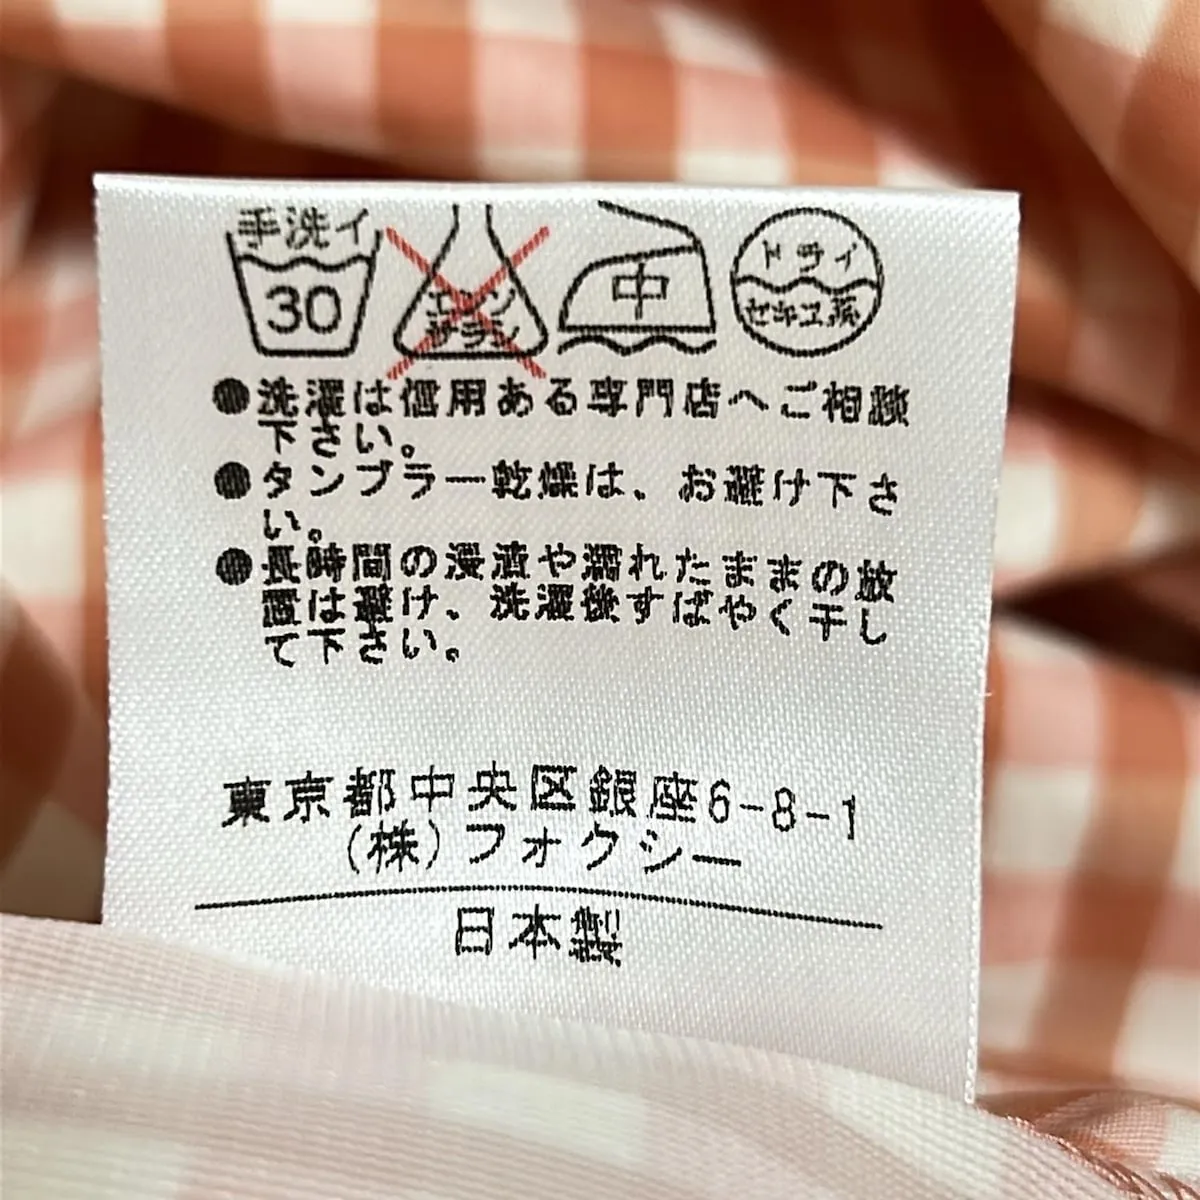 手洗イ
30
エンソ
サラシ
中
ドライ
セキユ系
●洗濯は信用ある専門店へご相談
下さい。
●タンブラー乾燥は、お避け下さ
い。
●長時間の浸漬や濡れたままの放
置は避け、洗濯後すばやく干し
て下さい。
東京都中央区銀座6-8-1
(株)フォクシー
日本製